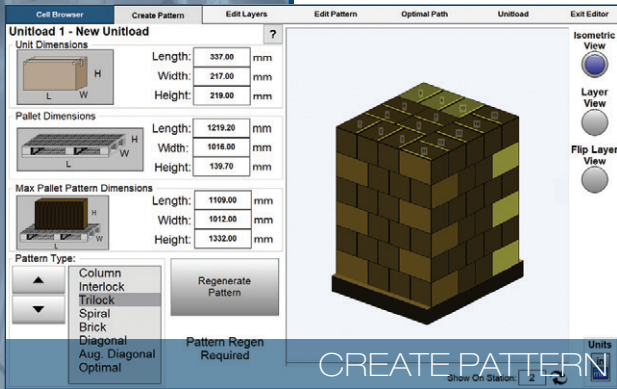 Cell Browser
Create Pattern
Edit Layers
Edit Pattern
Optimal Path
Unitload
Exit Editor
Unitload 1 - New Unitload
?
Unit Dimensions
H
L
W
Length: 337.00 mm
Width: 217.00 mm
Height: 219.00 mm
Pallet Dimensions
H
W
L
Length: 1219.20 mm
Width: 1016.00 mm
Height: 139.70 mm
Max Pallet Pattern Dimensions
H
W
L
Length: 1109.00 mm
Width: 1012.00 mm
Height: 1332.00 mm
Pattern Type:
Column
Interlock
Trilock
Spiral
Brick
Diagonal
Aug. Diagonal
Optimal
Regenerate
Pattern
Pattern Regen
Required
Isometric
View
Layer
View
Flip Layer
View
Units
in
Show On Station: 2
CREATE PATTERN